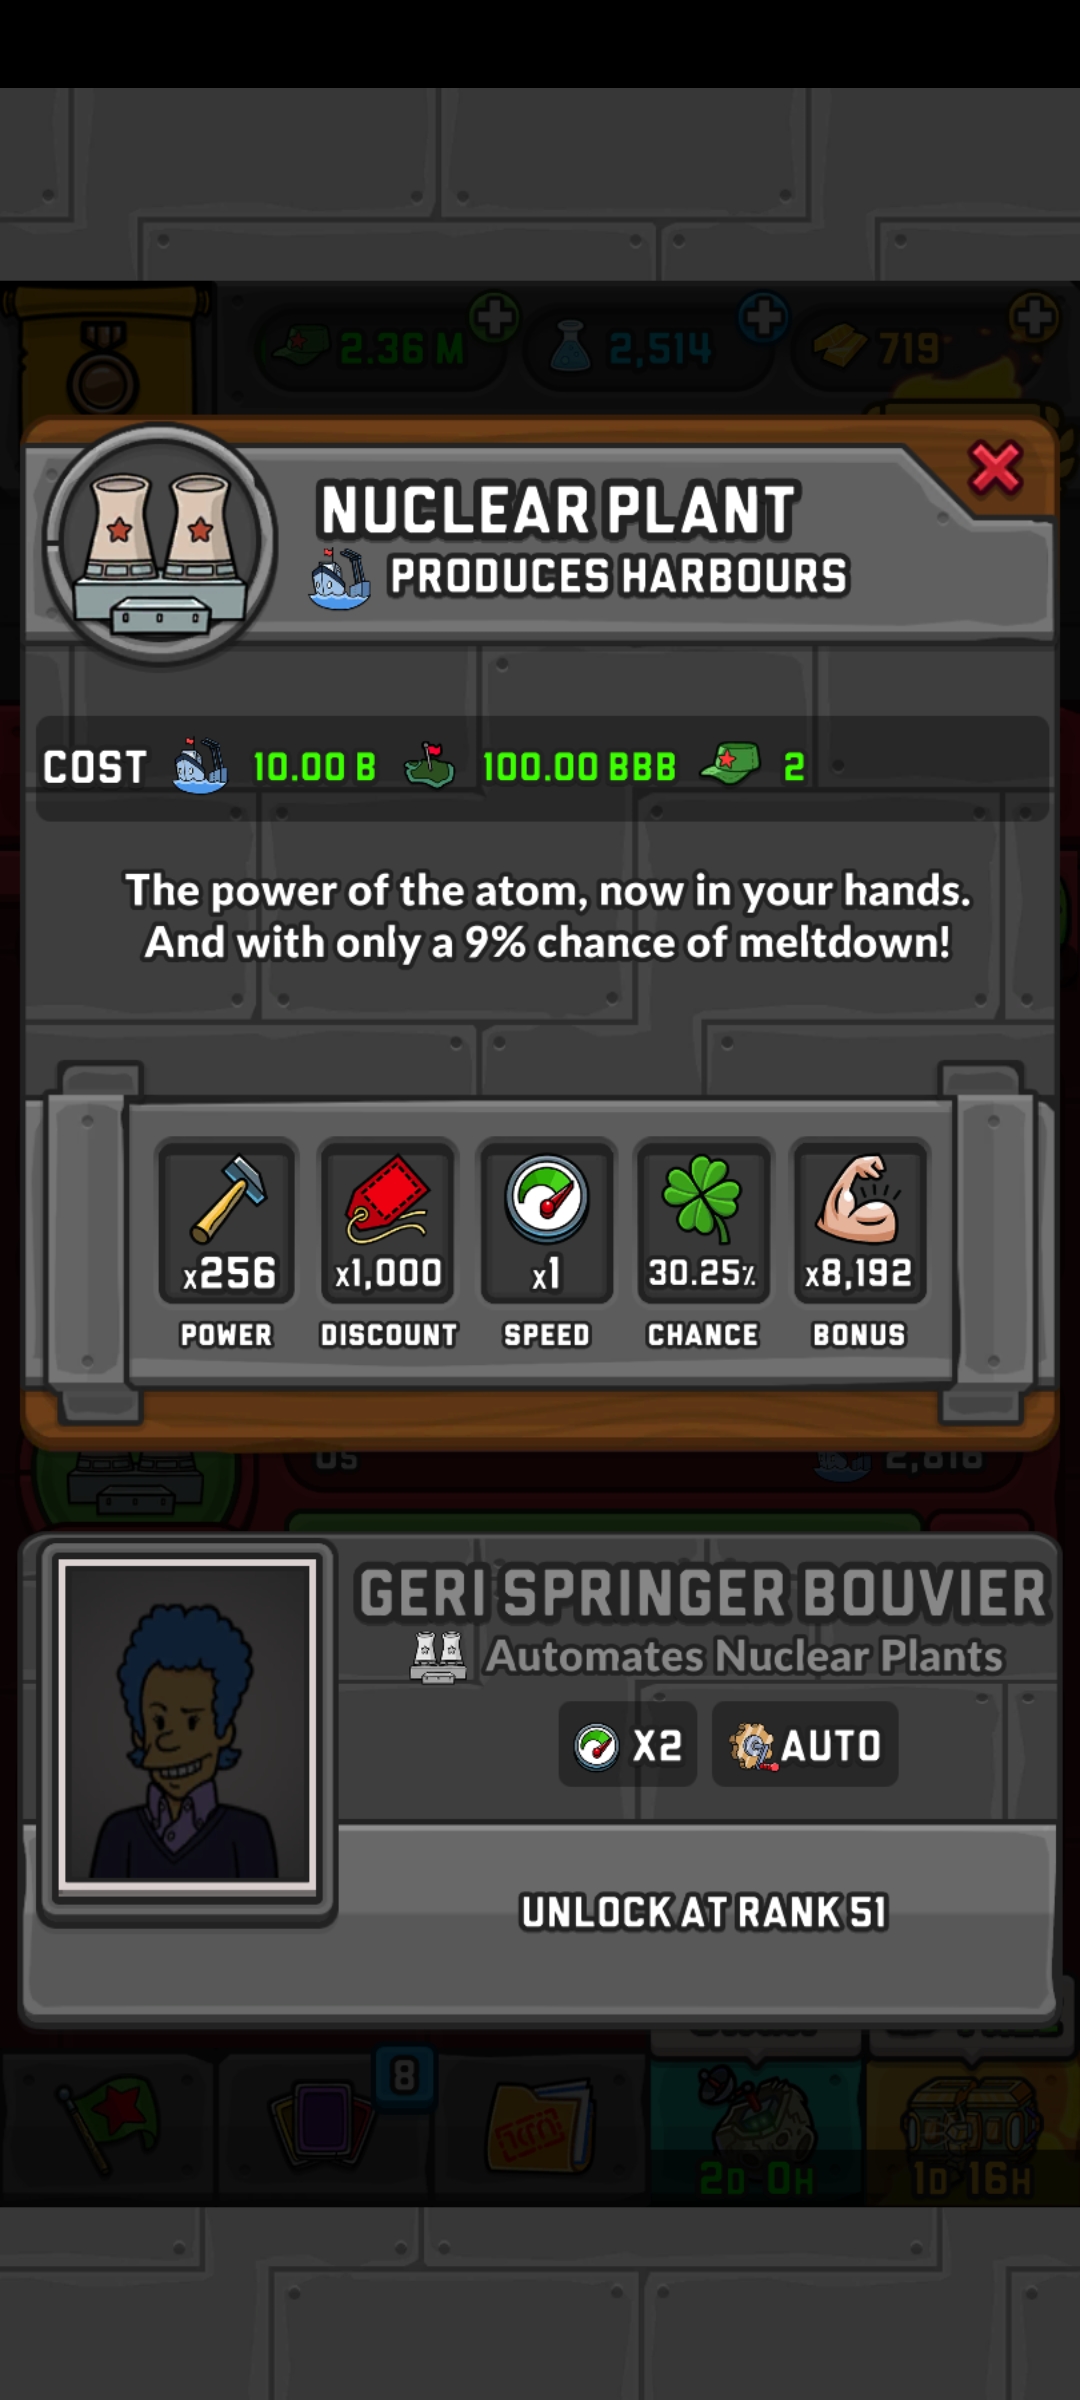 2.36 M 2,514 719
NUCLEAR PLANT
PRODUCES HARBOURS
COST 10.00 B 100.00 BBB 2
The power of the atom, now in your hands.
And with only a 9% chance of meltdown!
x256 x1,000 x1 30.25% x8,192
POWER DISCOUNT SPEED CHANCE BONUS
0S 2,816
GERI SPRINGER BOUVIER
Automates Nuclear Plants
X2 AUTO
UNLOCK AT RANK 51
8
2D 0H 1D 16H